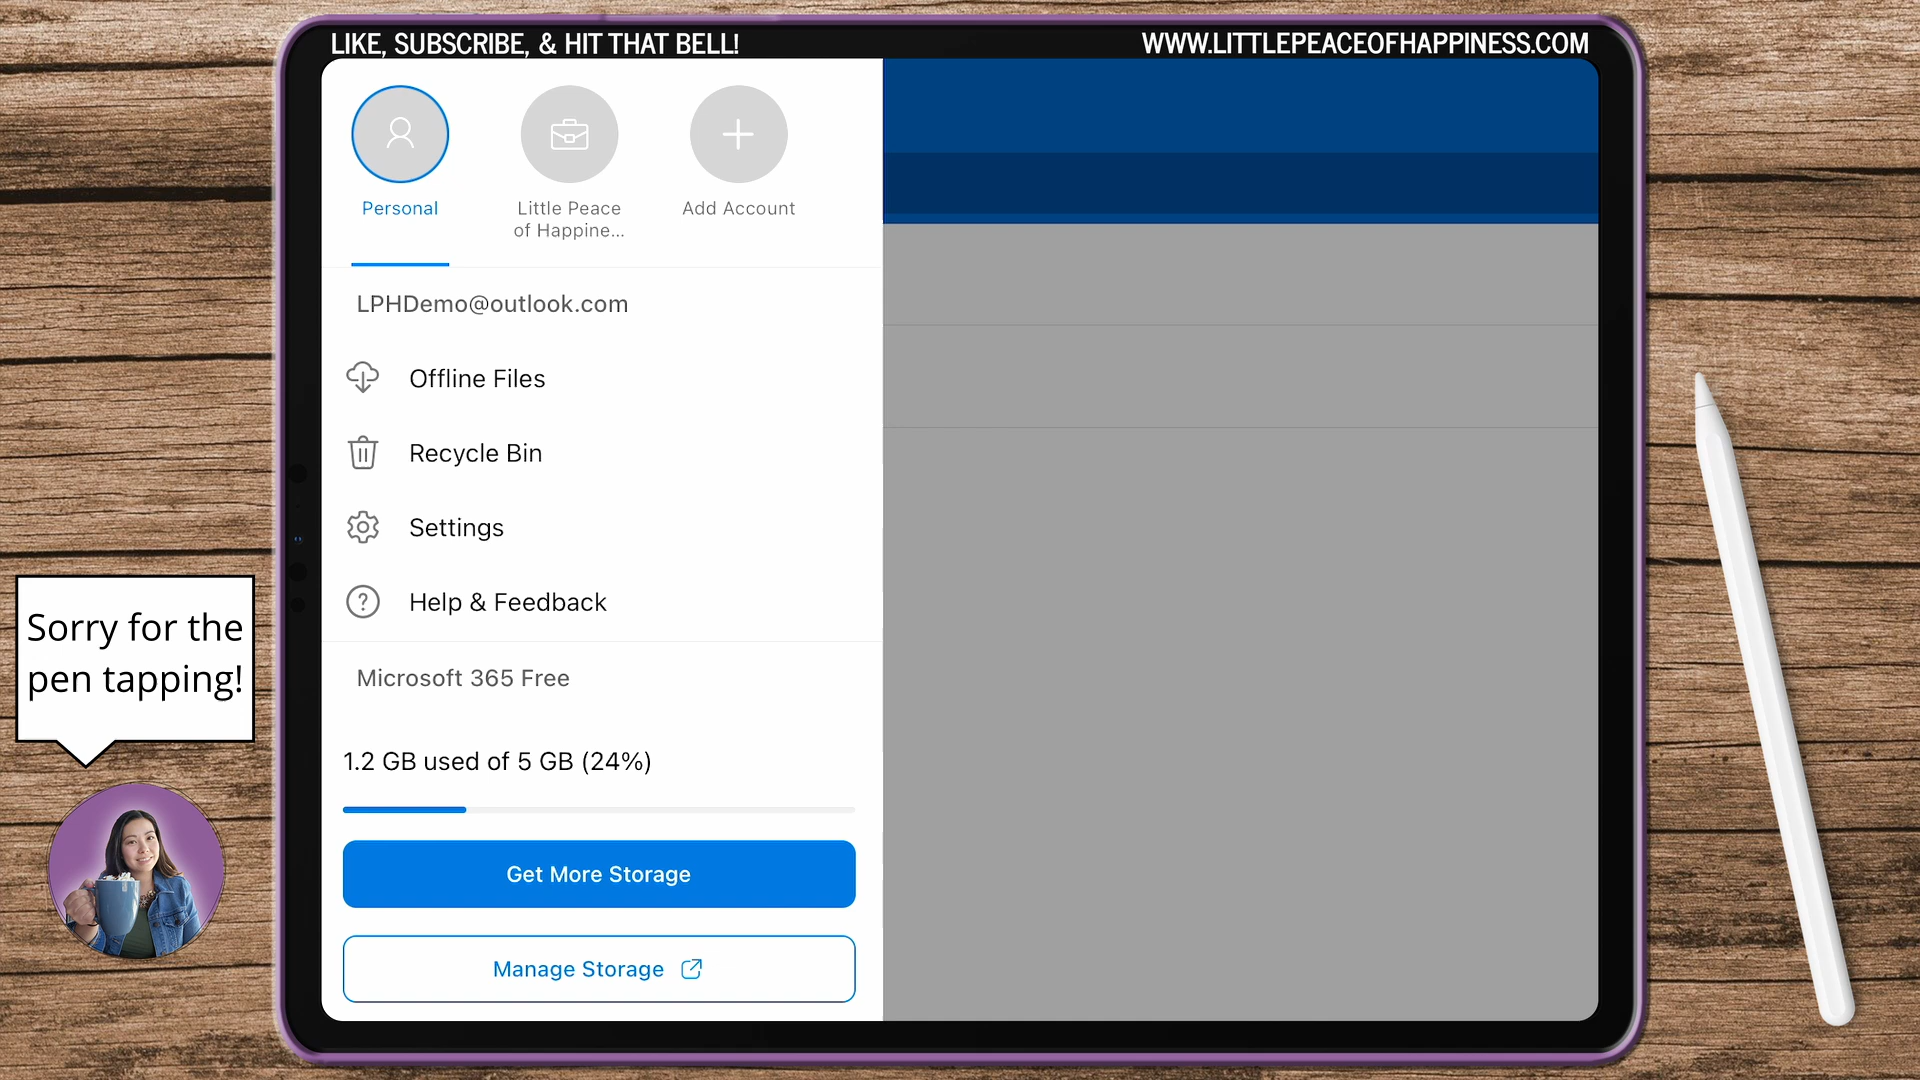 LIKE, SUBSCRIBE, & HIT THAT BELL!
WWW.LITTLEPEACEOFHAPPINESS.COM
Personal
Little Peace
of Happine...
Add Account
LPHDemo@outlook.com
Offline Files
Recycle Bin
Settings
Help & Feedback
Microsoft 365 Free
1.2 GB used of 5 GB (24%)
Get More Storage
Manage Storage
Sorry for the
pen tapping!